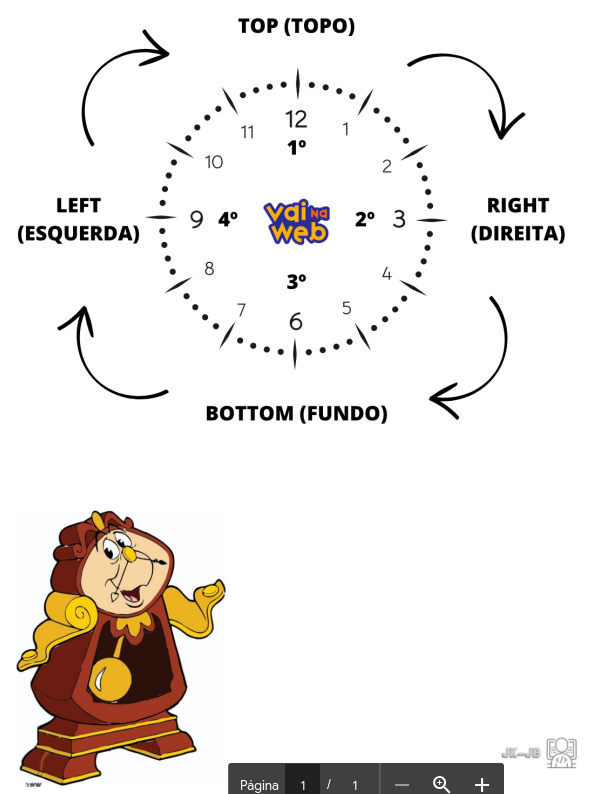 TOP (TOPO)
12
11
1
1º
10
2
LEFT
(ESQUERDA)
9
4º
vai na
web
2º
3
RIGHT
(DIREITA)
8
4
3º
7
5
6
BOTTOM (FUNDO)
JK-JB
Página 1 / 1